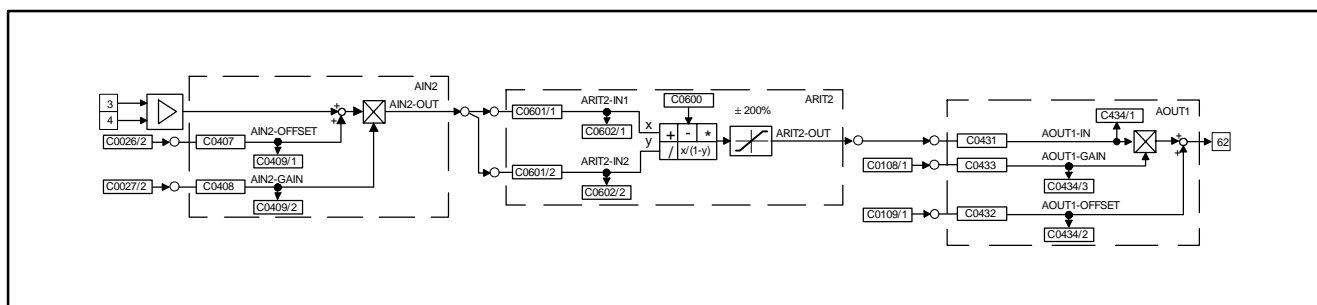 AIN2
3
4
AIN2-OUT
C0026/2
C0407
AIN2-OFFSET
C0409/1
C0027/2
C0408
AIN2-GAIN
C0409/2
+
+
ARIT2
C0601/1
ARIT2-IN1
C0602/1
C0600
± 200%
x
y
+ - *
/ x/(1-y)
ARIT2-OUT
C0601/2
ARIT2-IN2
C0602/2
AOUT1
C434/1
C0431
AOUT1-IN
C0108/1
C0433
AOUT1-GAIN
C0434/3
C0109/1
C0432
AOUT1-OFFSET
C0434/2
+
+
62